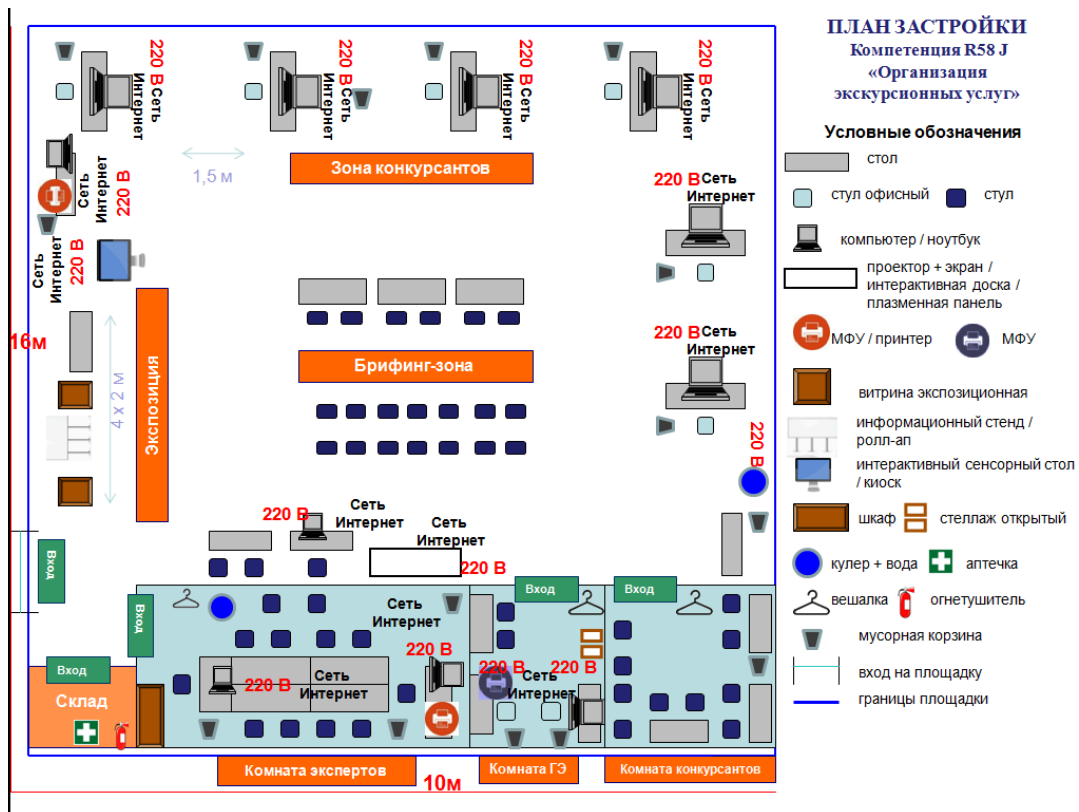 ПЛАН ЗАСТРОЙКИ
Компетенция R58 J
«Организация
экскурсионных услуг»
Условные обозначения
стол
стул офисный
стул
компьютер / ноутбук
проектор + экран /
интерактивная доска /
плазменная панель
МФУ / принтер
МФУ
витрина экспозиционная
информационный стенд /
ролл-ап
интерактивный сенсорный стол
/ киоск
шкаф
стеллаж открытый
кулер + вода
аптечка
вешалка
огнетушитель
мусорная корзина
вход на площадку
границы площадки
220 В
Сеть
Интернет
220 В
Сеть
Интернет
220 В
Сеть
Интернет
220 В
Сеть
Интернет
1,5 м
Зона конкурсантов
Сеть
Интернет
220 В
220 В Сеть
Интернет
Сеть
Интернет
220 В
16м
4 x 2 м
Экспозиция
Брифинг-зона
220 В Сеть
Интернет
220 В
220 В
Сеть
Интернет
Сеть
Интернет
220 В
Вход
Вход
Вход
Вход
Вход
Сеть
Интернет
220 В
220 В
Сеть
Интернет
220 В
220 В
Сеть
Интернет
Склад
Комната экспертов
Комната ГЭ
Комната конкурсантов
10м